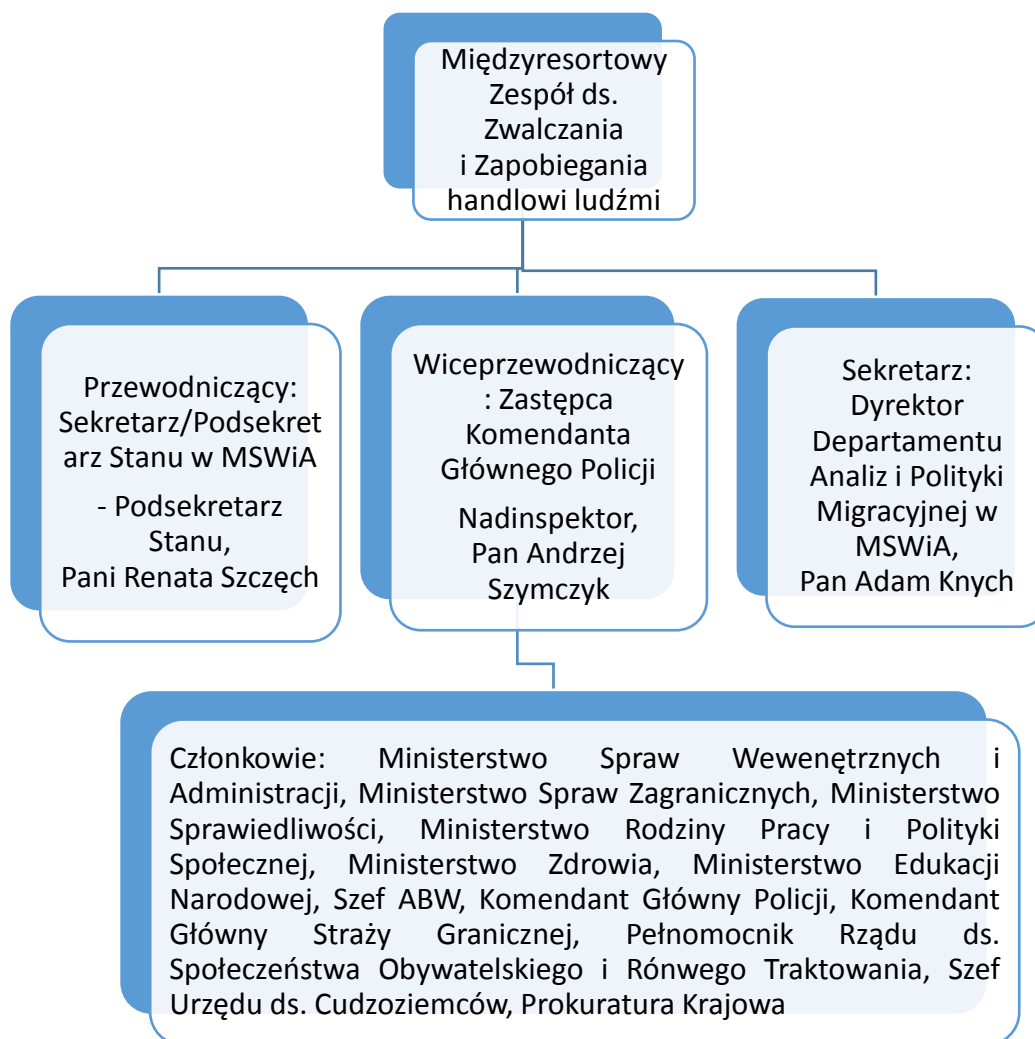 Międzyresortowy
Zespół ds.
Zwalczania
i Zapobiegania
handlowi ludźmi
Przewodniczący:
Sekretarz/Podsekret
arz Stanu w MSWiA
- Podsekretarz
Stanu,
Pani Renata Szczęch
Wiceprzewodniczący
: Zastępca
Komendanta
Głównego Policji
Nadinspektor,
Pan Andrzej
Szymczyk
Sekretarz:
Dyrektor
Departamentu
Analiz i Polityki
Migracyjnej w
MSWiA,
Pan Adam Knych
Członkowie: Ministerstwo Spraw Wewenętrznych i
Administracji, Ministerstwo Spraw Zagranicznych, Ministerstwo
Sprawiedliwości, Ministerstwo Rodziny Pracy i Polityki
Społecznej, Ministerstwo Zdrowia, Ministerstwo Edukacji
Narodowej, Szef ABW, Komendant Główny Policji, Komendant
Główny Straży Granicznej, Pełnomocnik Rządu ds.
Społeczeństwa Obywatelskiego i Rónwego Traktowania, Szef
Urzędu ds. Cudzoziemców, Prokuratura Krajowa